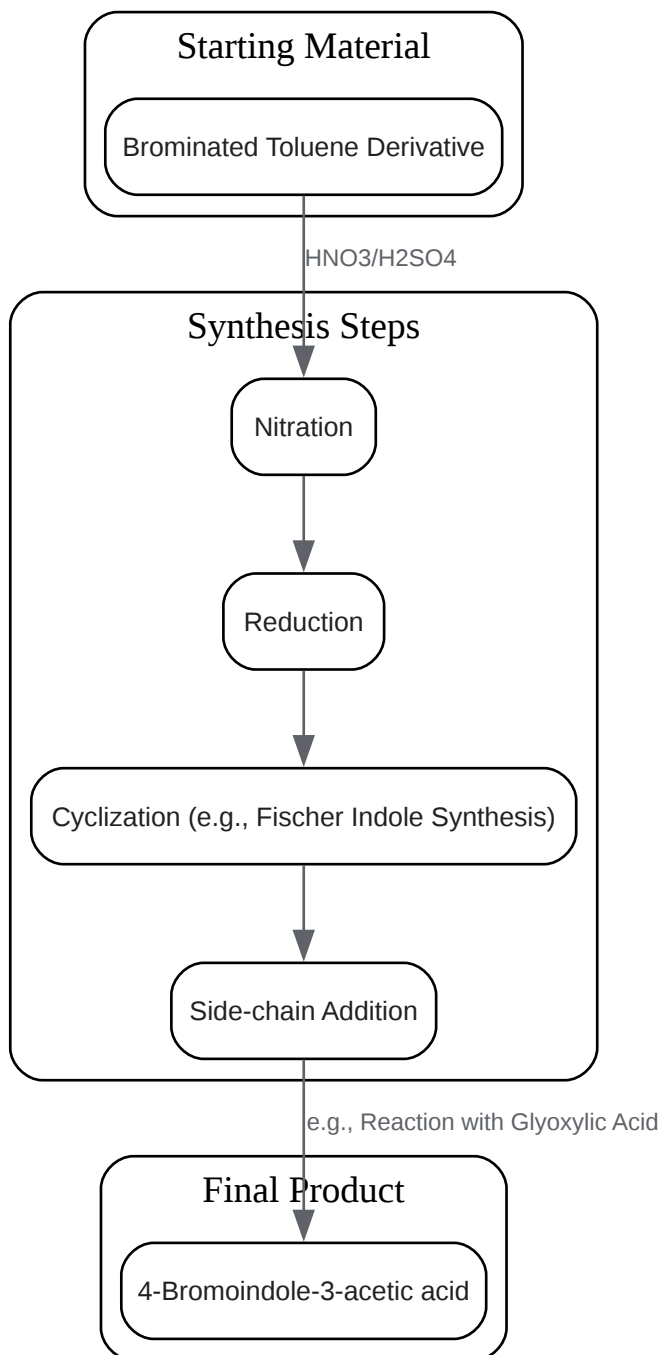 Starting Material
Brominated Toluene Derivative
HNO3/H2SO4
Synthesis Steps
Nitration
Reduction
Cyclization (e.g., Fischer Indole Synthesis)
Side-chain Addition
e.g., Reaction with Glyoxylic Acid
Final Product
4-Bromoindole-3-acetic acid